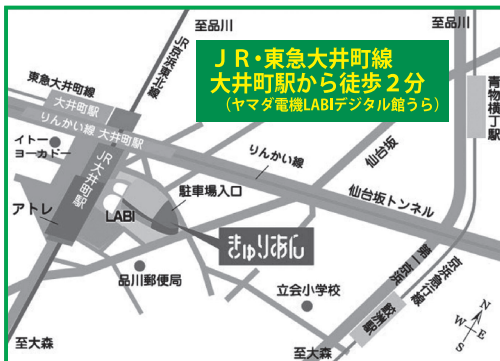 至品川
至品川
JR京浜東北線
JR・東急大井町線
大井町駅から徒歩2分
(ヤマダ電機LABIデジタル館うら)
東急大井町線
大井町駅
りんかい線 大井町駅
イトー
ヨーカドー
JR大井町駅
アトレ
LABI
駐車場入口
りんかい線
仙台坂
仙台坂トンネル
青物横丁駅
きゅりあん
品川郵便局
立会小学校
第一京浜
京浜急行線
鮫洲駅
至大森
至大森
N
E
W
S